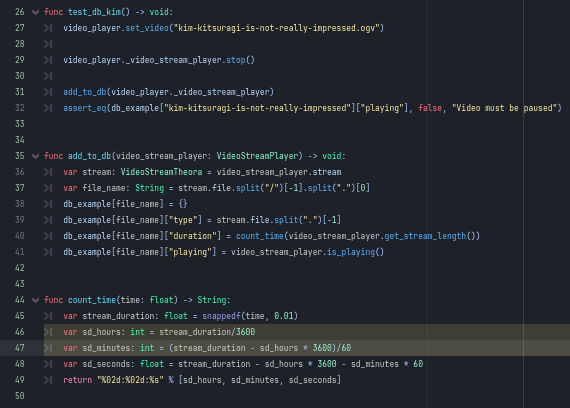 26 func test_db_kim() -> void:
27 video_player.set_video("kim-kitsuragi-is-not-really-impressed.ogv")
28
29 video_player._video_stream_player.stop()
30
31 add_to_db(video_player._video_stream_player)
32 assert_eq(db_example["kim-kitsuragi-is-not-really-impressed"]["playing"], false, "Video must be paused")
33
34
35 func add_to_db(video_stream_player: VideoStreamPlayer) -> void:
36 var stream: VideoStreamTheora = video_stream_player.stream
37 var file_name: String = stream.file.split("/")[-1].split(".")[0]
38 db_example[file_name] = {}
39 db_example[file_name]["type"] = stream.file.split(".")[-1]
40 db_example[file_name]["duration"] = count_time(video_stream_player.get_stream_length())
41 db_example[file_name]["playing"] = video_stream_player.is_playing()
42
43
44 func count_time(time: float) -> String:
45 var stream_duration: float = snappedf(time, 0.01)
46 var sd_hours: int = stream_duration/3600
47 var sd_minutes: int = (stream_duration - sd_hours * 3600)/60
48 var sd_seconds: float = stream_duration - sd_hours * 3600 - sd_minutes * 60
49 return "%02d:%02d:%s" % [sd_hours, sd_minutes, sd_seconds]
50